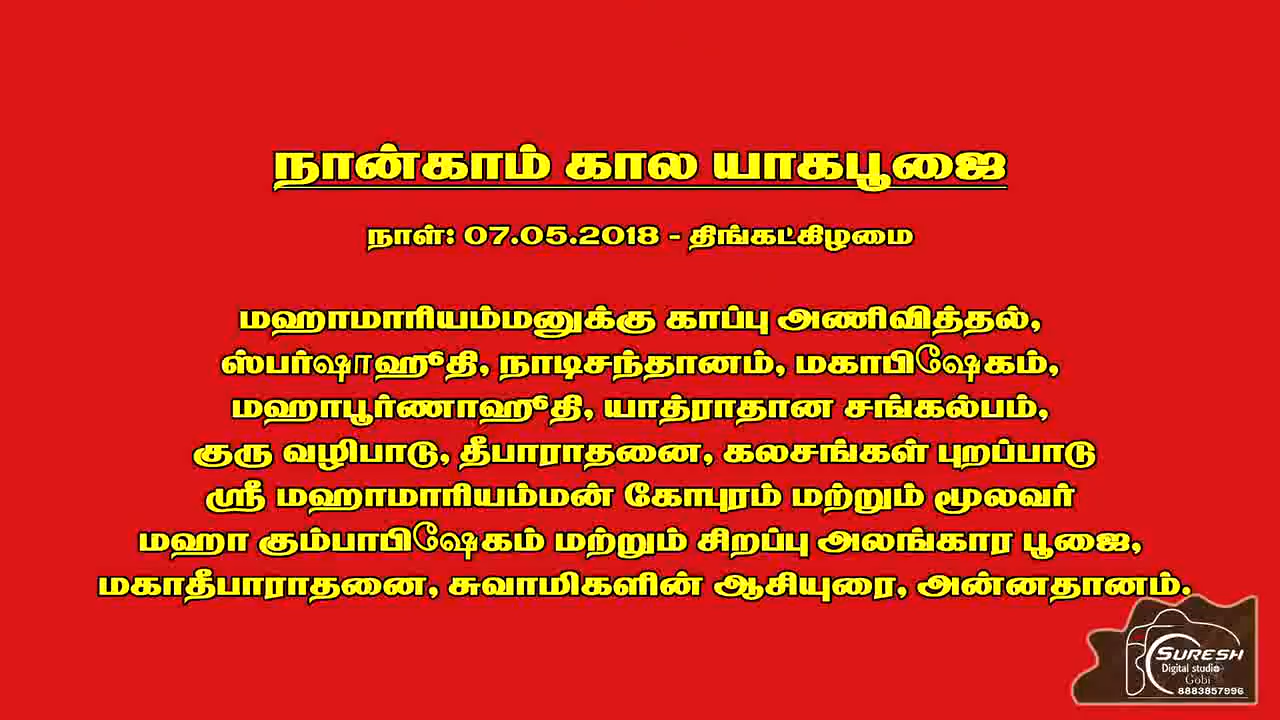 நான்காம் கால யாகபூஜை
நாள்: 07.05.2018 - திங்கட்கிழமை
மஹாமாரியம்மனுக்கு காப்பு அணிவித்தல்,
ஸ்பர்ஷாஹூதி, நாடிசந்தானம், மகாபிஷேகம்,
மஹாபூர்ணாஹூதி, யாத்ராதான சங்கல்பம்,
குரு வழிபாடு, தீபாராதனை, கலசங்கள் புறப்பாடு
ஸ்ரீ மஹாமாரியம்மன் கோபுரம் மற்றும் மூலவர்
மஹா கும்பாபிஷேகம் மற்றும் சிறப்பு அலங்கார பூஜை,
மகாதீபாராதனை, சுவாமிகளின் ஆசியுரை, அன்னதானம்.
SURESH
Digital studio
Gobi
8883857996